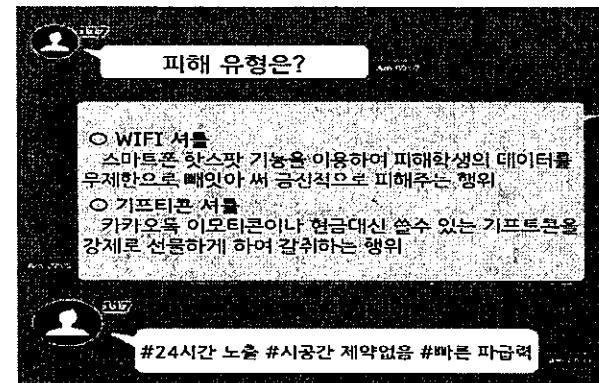 피해 유형은?
○ WIFI 셔틀
스마트폰 핫스팟 기능을 이용하여 피해학생의 데이터를
무제한으로 빼앗아 써 금전적으로 피해주는 행위
○ 기프티콘 셔틀
카카오톡 이모티콘이나 현금대신 쓸수 있는 기프트콘을
강제로 선물하게 하여 갈취하는 행위
#24시간 노출 #시공간 제약없음 #빠른 파급력